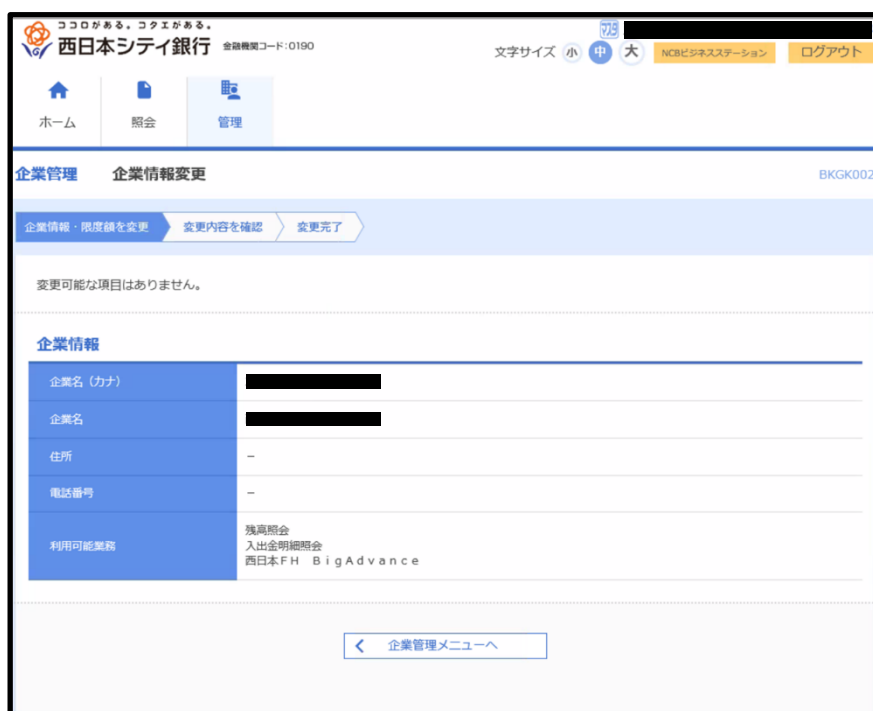 ココロがある。コタエがある。
西日本シティ銀行 金融機関コード:0190
マスタ
文字サイズ 小 中 大 NCBビジネスステーション ログアウト
ホーム 照会 管理
企業管理 企業情報変更 BKGK002
企業情報・限度額を変更 変更内容を確認 変更完了
変更可能な項目はありません。
企業情報
企業名（カナ）
企業名
住所 －
電話番号 －
利用可能業務 残高照会
入出金明細照会
西日本FH ＢｉｇＡｄｖａｎｃｅ
企業管理メニューへ